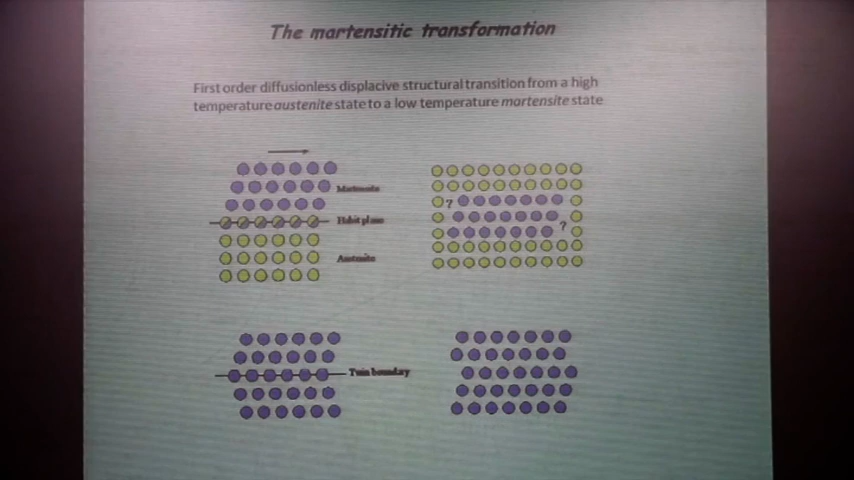 The martensitic transformation
First order diffusionless displacive structural transition from a high
temperature austenite state to a low temperature martensite state
Martensite
Habit plane
?
?
Austenite
Twin boundary